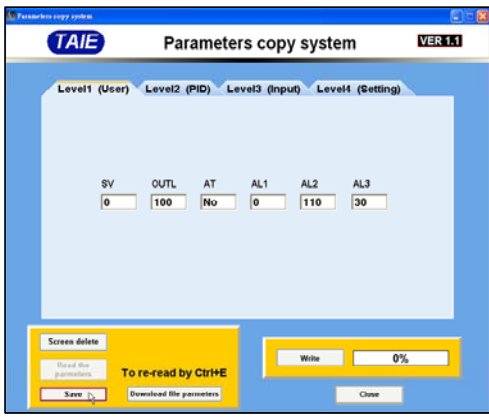 Parameters copy system
TAIE
Parameters copy system
VER 1.1
Level1 (User) Level2 (PID) Level3 (Input) Level4 (Setting)
SV OUTL AT AL1 AL2 AL3
0 100 No 0 110 30
Screen delete
Read the parmeters
To re-read by Ctrl+E
Save
Download file parmeters
Write
0%
Close